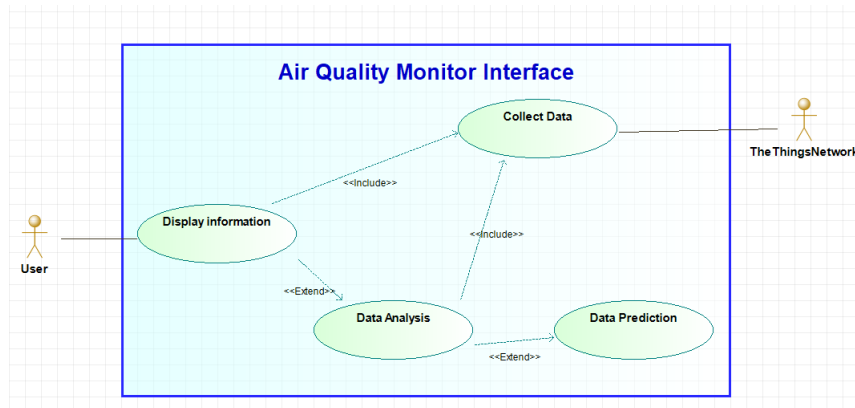 Air Quality Monitor Interface
Collect Data
TheThingsNetwork
<<Include>>
Display information
<<Include>>
User
<<Extend>>
Data Analysis
Data Prediction
<<Extend>>